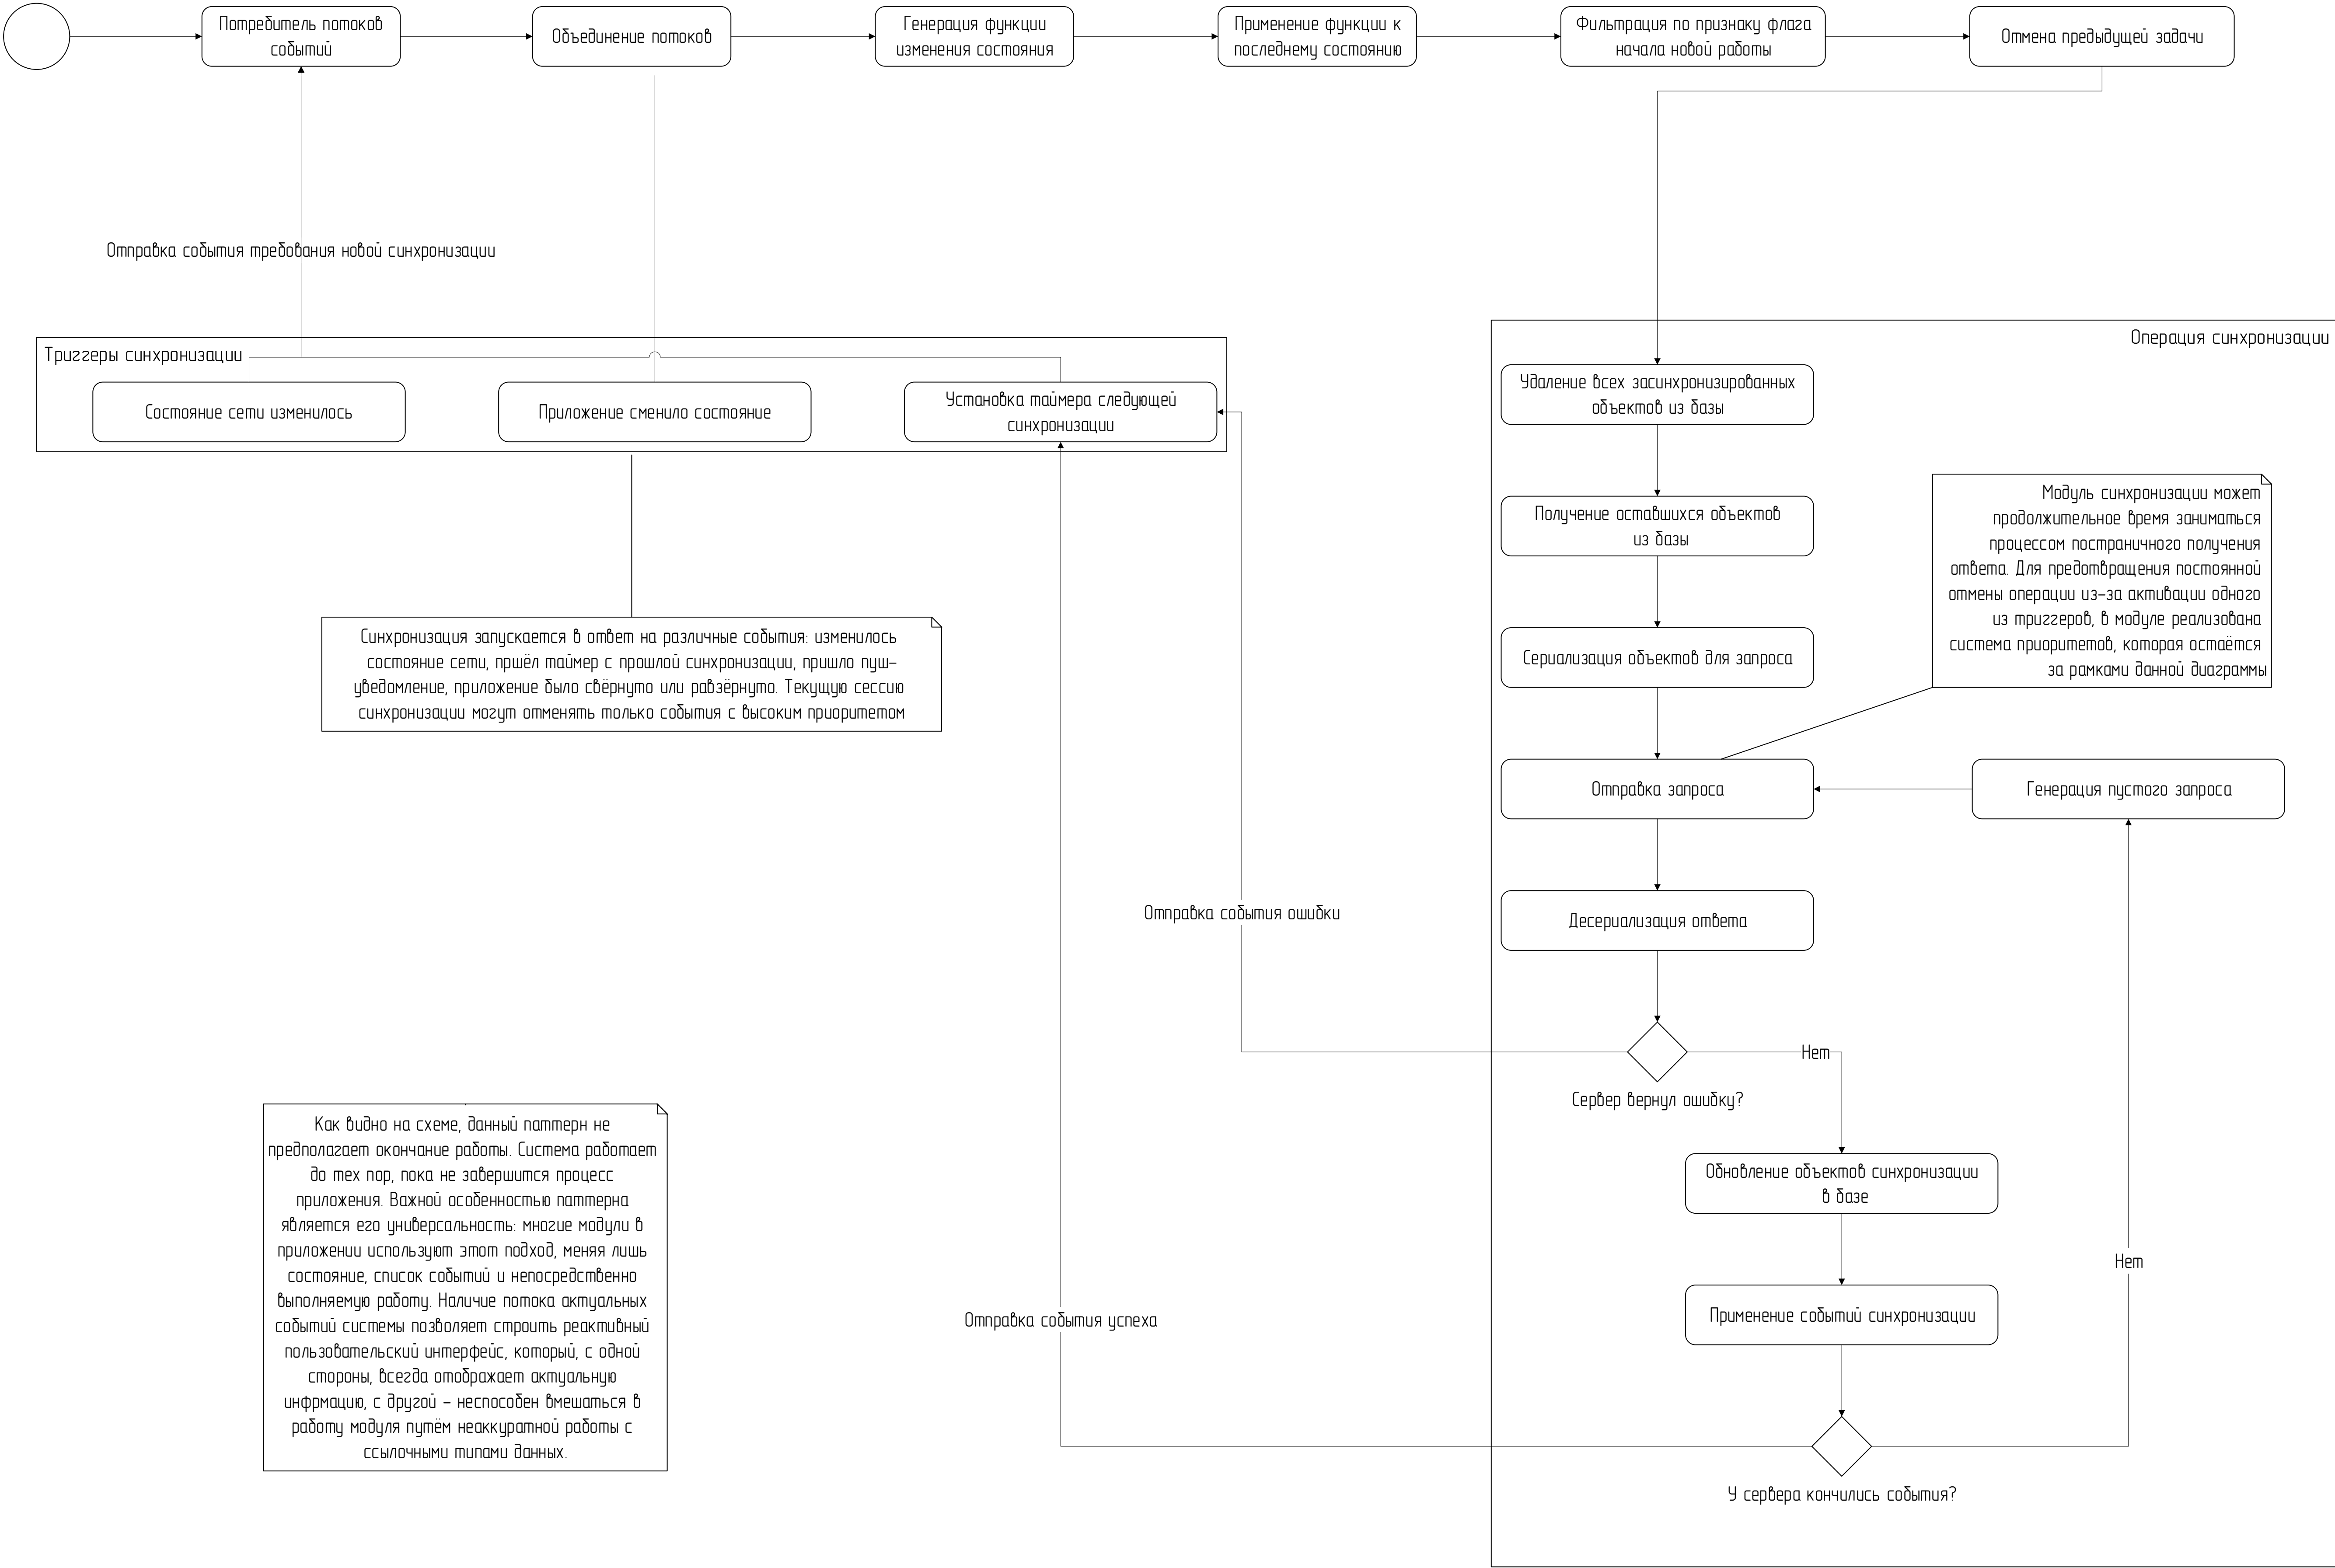 Потребитель потоков
событий
Объединение потоков
Генерация функции
изменения состояния
Применение функции к
последнему состоянию
Фильтрация по признаку флага
начала новой работы
Отмена предыдущей задачи
Отправка события требования новой синхронизации
Триггеры синхронизации
Состояние сети изменилось
Приложение сменило состояние
Установка таймера следующей
синхронизации
Синхронизация запускается в ответ на различные события: изменилось
состояние сети, пршёл таймер с прошлой синхронизации, пришло пуш-
уведомление, приложение было свёрнуто или равзёрнуто. Текущую сессию
синхронизации могут отменять только события с высоким приоритетом
Операция синхронизации
Удаление всех засинхронизированных
объектов из базы
Получение оставшихся объектов
из базы
Сериализация объектов для запроса
Модуль синхронизации может
продолжительное время заниматься
процессом постраничного получения
ответа. Для предотвращения постоянной
отмены операции из-за активации одного
из триггеров, в модуле реализована
система приоритетов, которая остаётся
за рамками данной диаграммы
Отправка запроса
Генерация пустого запроса
Десериализация ответа
Отправка события ошибки
Нет
Сервер вернул ошибку?
Обновление объектов синхронизации
в базе
Нет
Применение событий синхронизации
Отправка события успеха
У сервера кончились события?
Как видно на схеме, данный паттерн не
предполагает окончание работы. Система работает
до тех пор, пока не завершится процесс
приложения. Важной особенностью паттерна
является его универсальность: многие модули в
приложении используют этот подход, меняя лишь
состояние, список событий и непосредственно
выполняемую работу. Наличие потока актуальных
событий системы позволяет строить реактивный
пользовательский интерфейс, который, с одной
стороны, всегда отображает актуальную
инфрмацию, с другой – неспособен вмешаться в
работу модуля путём неаккуратной работы с
ссылочными типами данных.